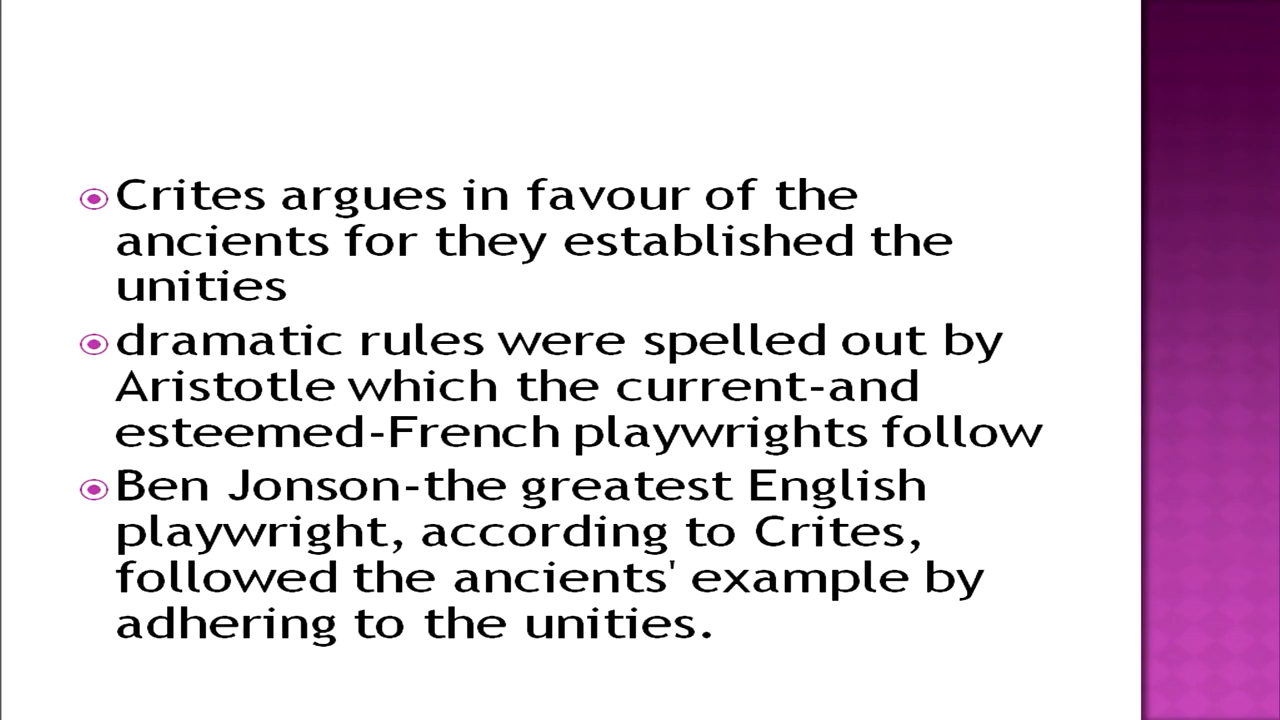 Crites argues in favour of the
ancients for they established the
unities
dramatic rules were spelled out by
Aristotle which the current-and
esteemed-French playwrights follow
Ben Jonson-the greatest English
playwright, according to Crites,
followed the ancients' example by
adhering to the unities.